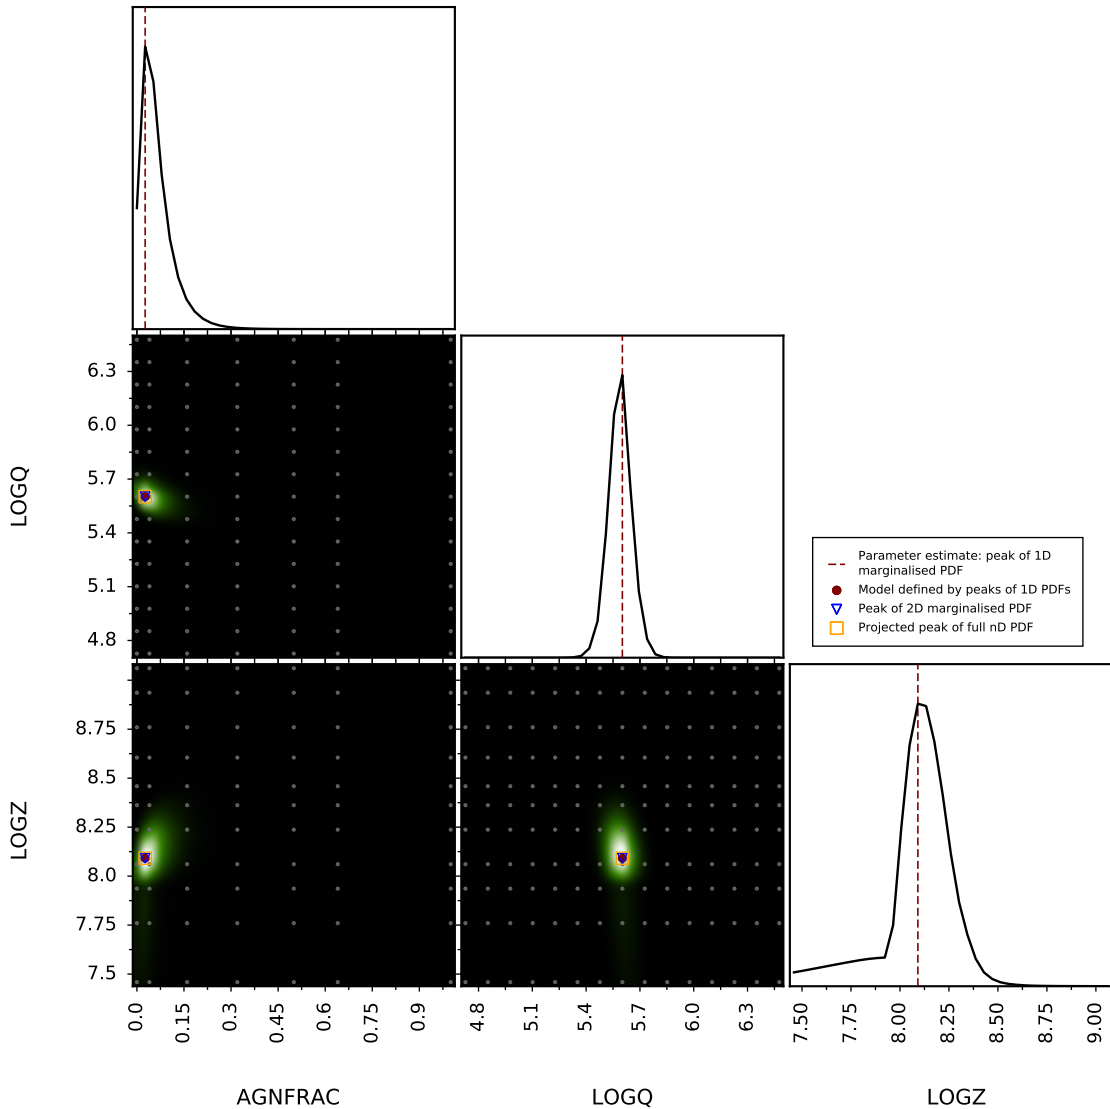 6.3
6.0
5.7
5.4
5.1
4.8
LOGQ
Parameter estimate: peak of 1D
marginalised PDF
Model defined by peaks of 1D PDFs
Peak of 2D marginalised PDF
Projected peak of full nD PDF
8.75
8.5
8.25
8.0
7.75
7.5
LOGZ
0.0 0.15 0.3 0.45 0.6 0.75 0.9
4.8 5.1 5.4 5.7 6.0 6.3
7.50 7.75 8.00 8.25 8.50 8.75 9.00
AGNFRAC LOGQ LOGZ